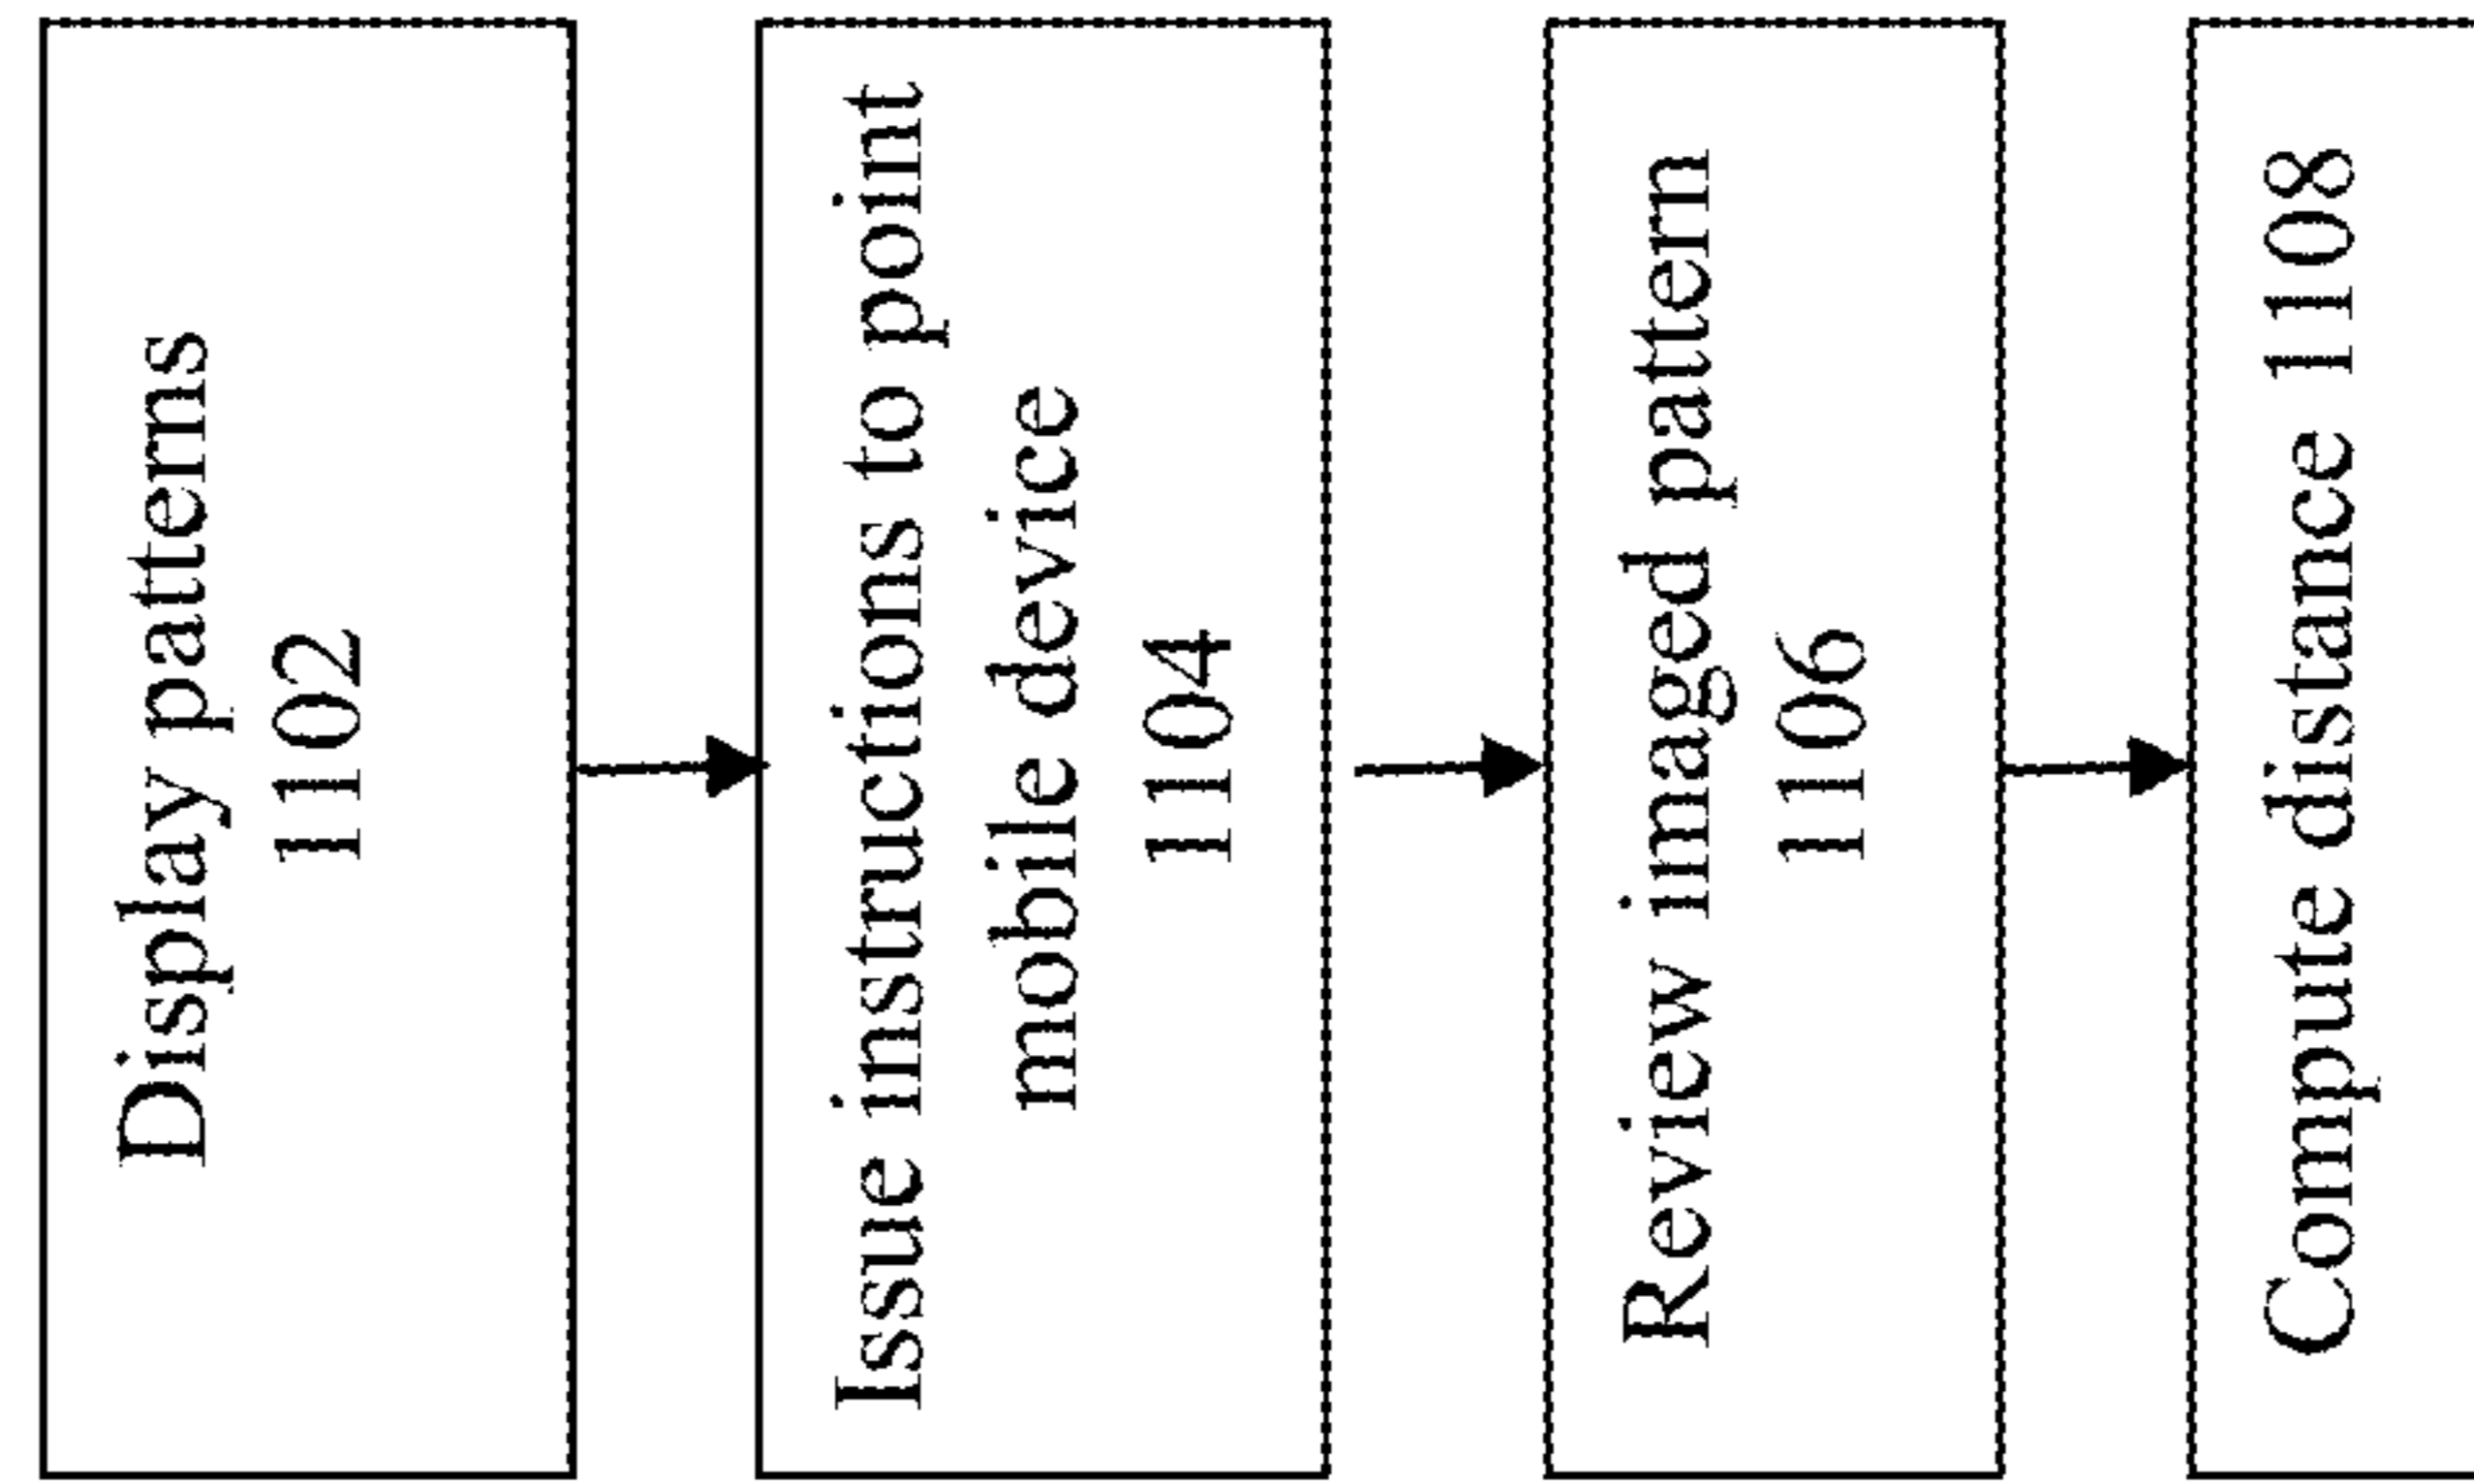 Display patterns
1102
Issue instructions to point
mobile device
1104
Review imaged pattern
1106
Compute distance 1108